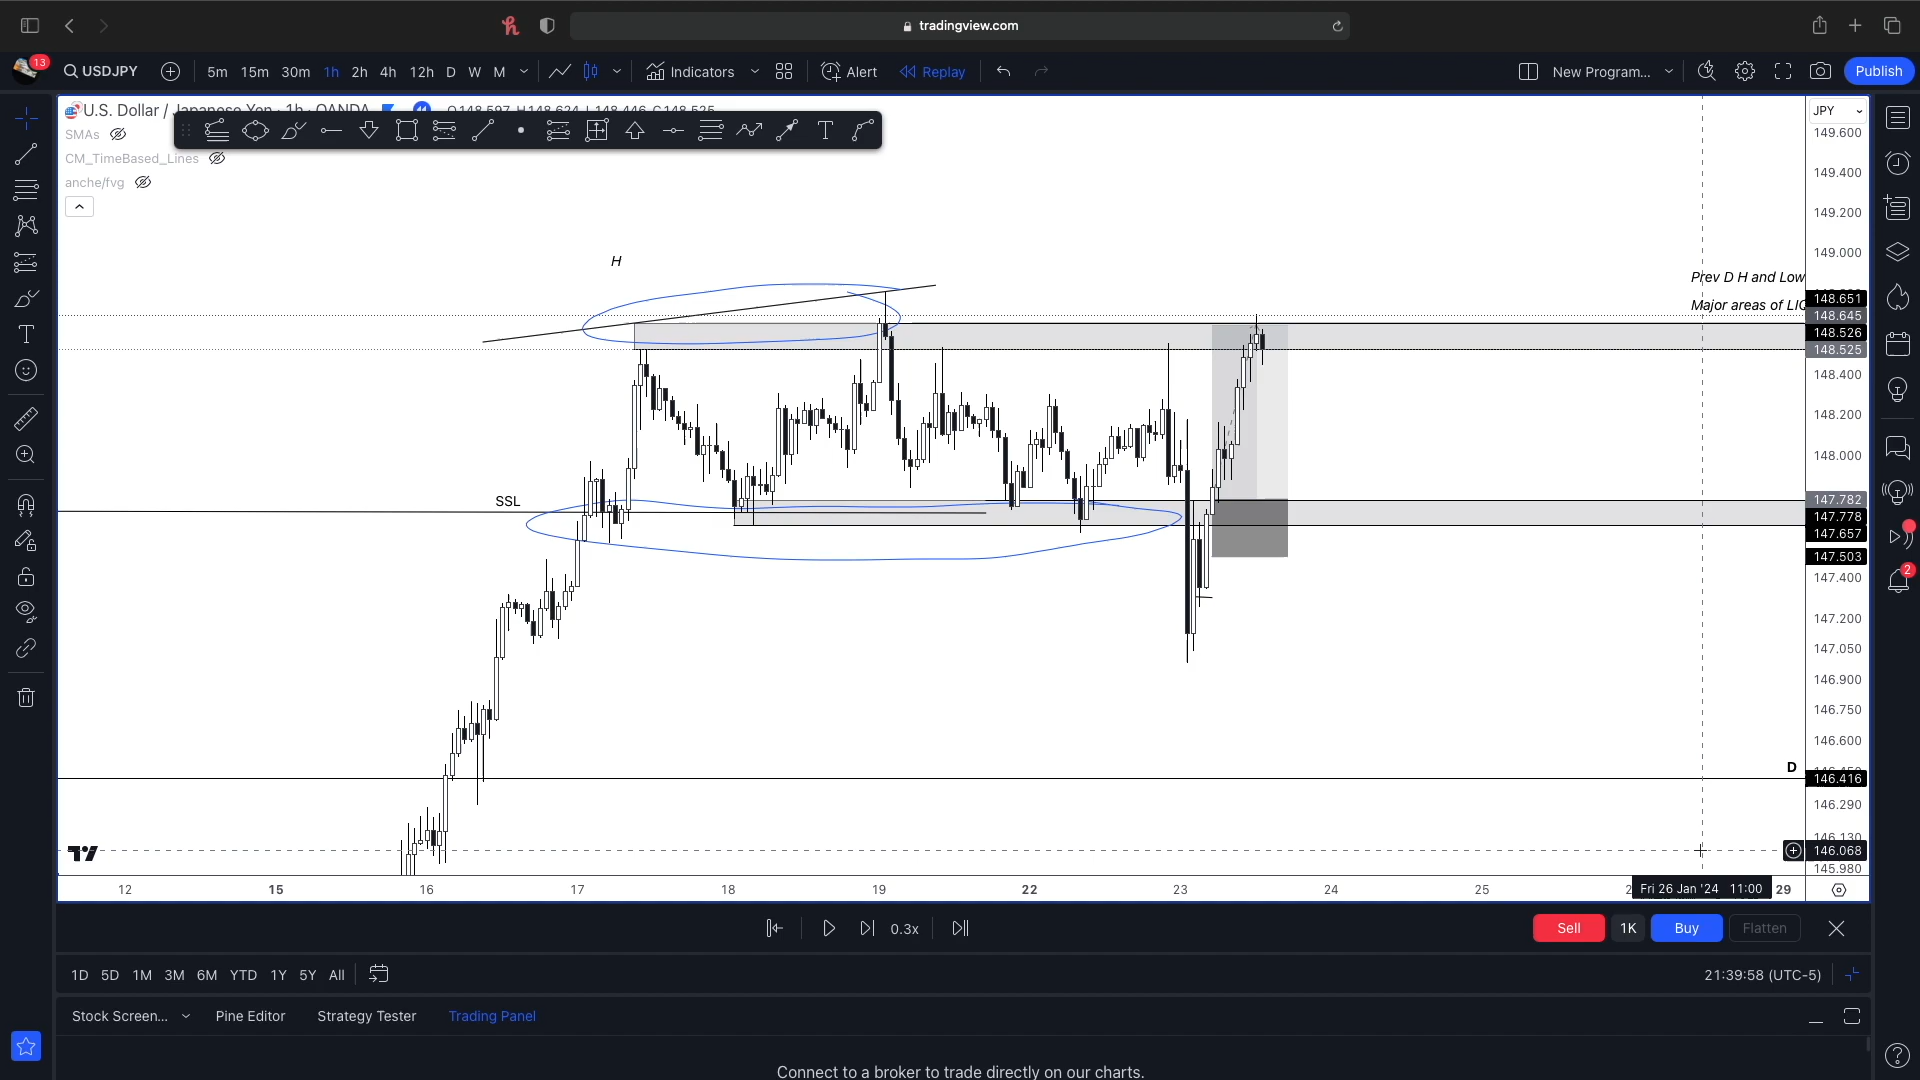 tradingview.com
13
USDJPY
5m 15m 30m 1h 2h 4h 12h D W M
Indicators
Alert
Replay
New Program...
Publish
U.S. Dollar /
SMAs
CM_TimeBased_Lines
anche/fvg
JPY
149.600
149.400
149.200
149.000
H
Prev D H and Low
Major areas of LIQ
148.651
148.645
148.526
148.525
148.400
148.200
148.000
SSL
147.782
147.778
147.657
147.503
147.400
147.200
147.050
146.900
146.750
146.600
D
146.416
146.290
146.130
146.068
145.980
2
12 15 16 17 18 19 22 23 24 25 Fri 26 Jan '24 11:00 29
0.3x
Sell 1K Buy Flatten
1D 5D 1M 3M 6M YTD 1Y 5Y All
21:39:58 (UTC-5)
Stock Screen... Pine Editor Strategy Tester Trading Panel
Connect to a broker to trade directly on our charts.